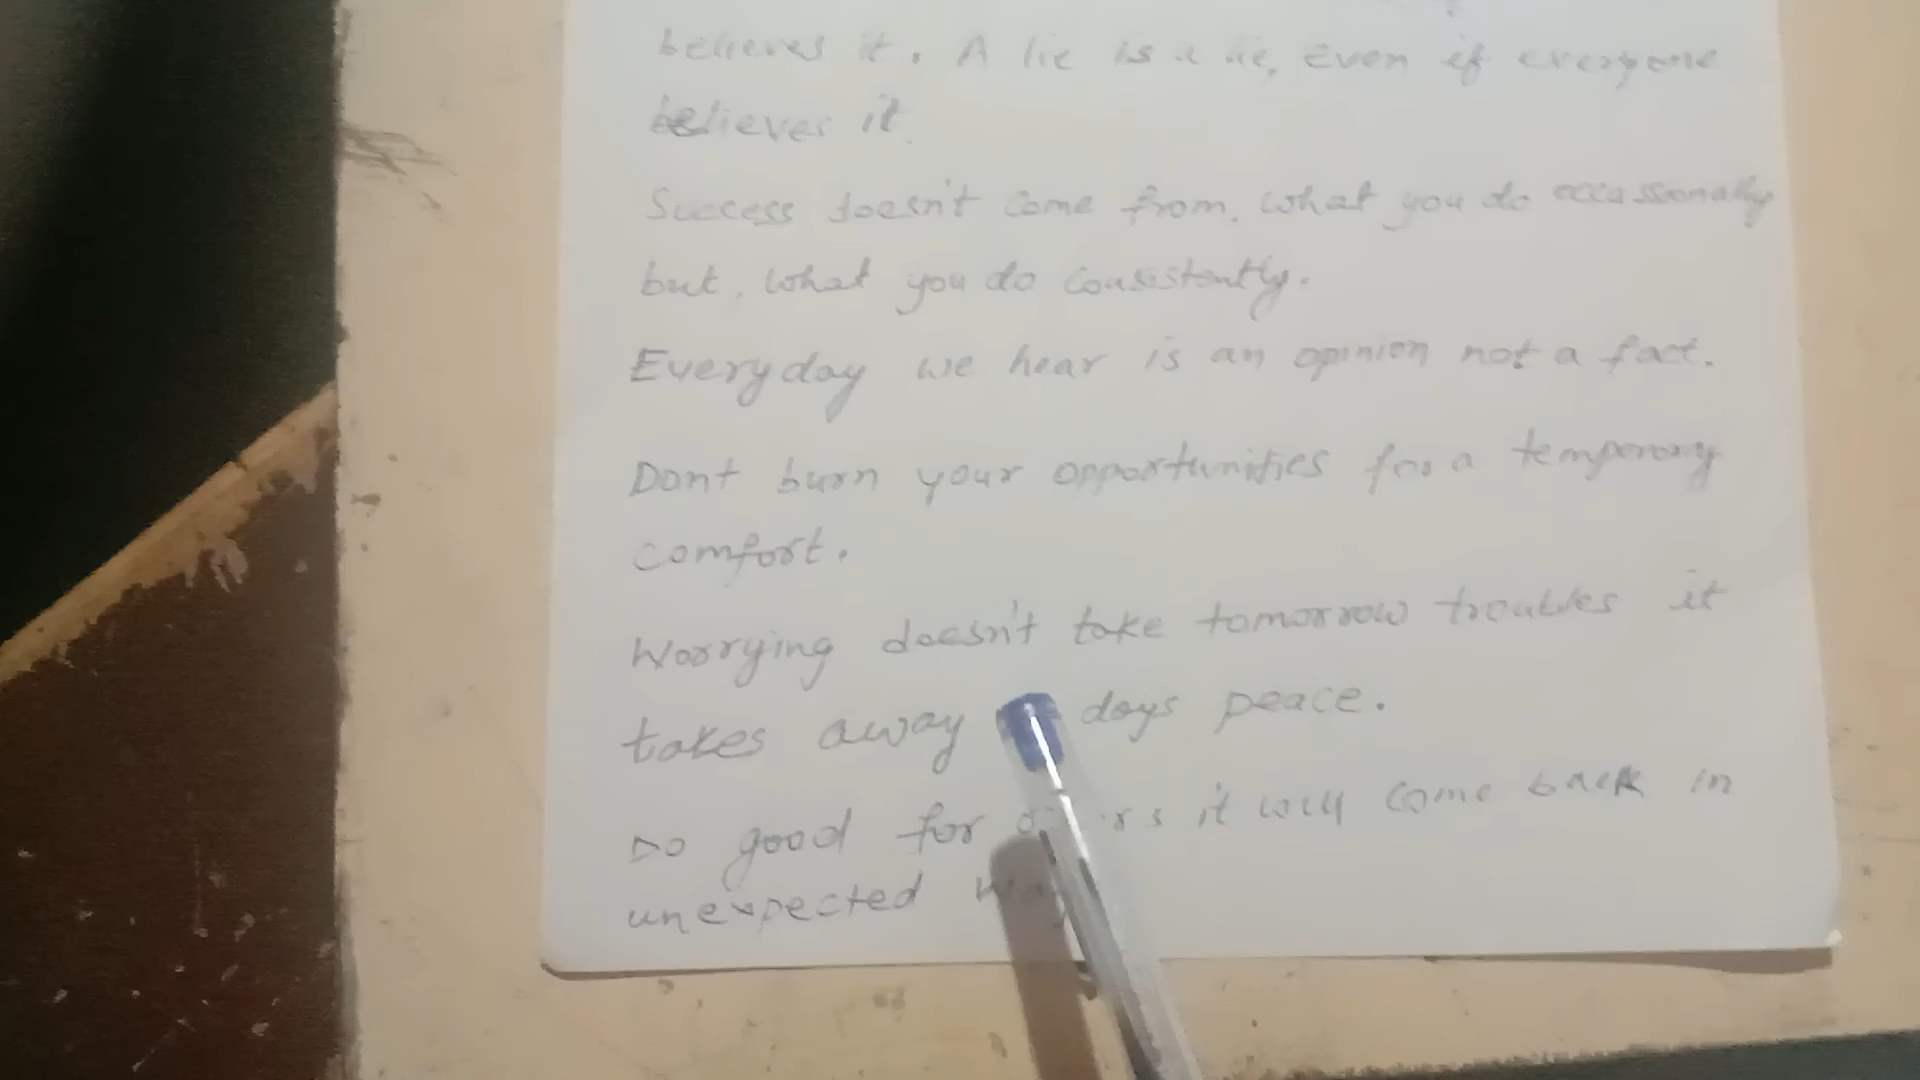 believes it. A lie is a lie, even if everyone
believes it.
Success doesn't come from, what you do occassionally
but, what you do consistently.
Everyday we hear is an opinion not a fact.
Dont burn your opportunities for a temporary
comfort.
Worrying doesn't take tomorrow troubles it
takes away days peace.
Do good for it will come back in
unexpected